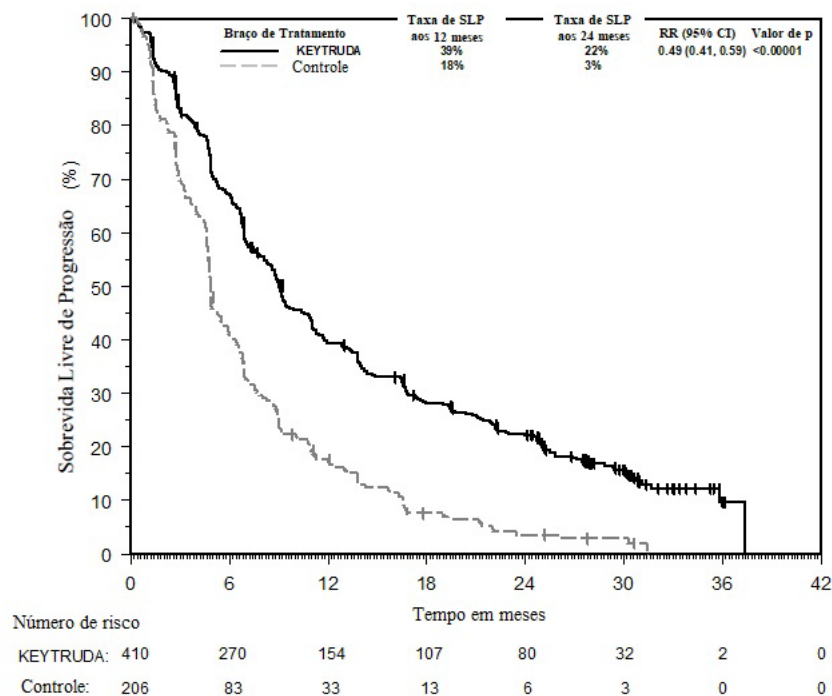 Braço de Tratamento Taxa de SLP aos 12 meses Taxa de SLP aos 24 meses RR (95% CI) Valor de p
KEYTRUDA 39% 22% 0.49 (0.41, 0.59) <0.00001
Controle 18% 3%
Sobrevida Livre de Progressão (%)
100
90
80
70
60
50
40
30
20
10
0
0 6 12 18 24 30 36 42
Tempo em meses
Número de risco
KEYTRUDA: 410 270 154 107 80 32 2 0
Controle: 206 83 33 13 6 3 0 0